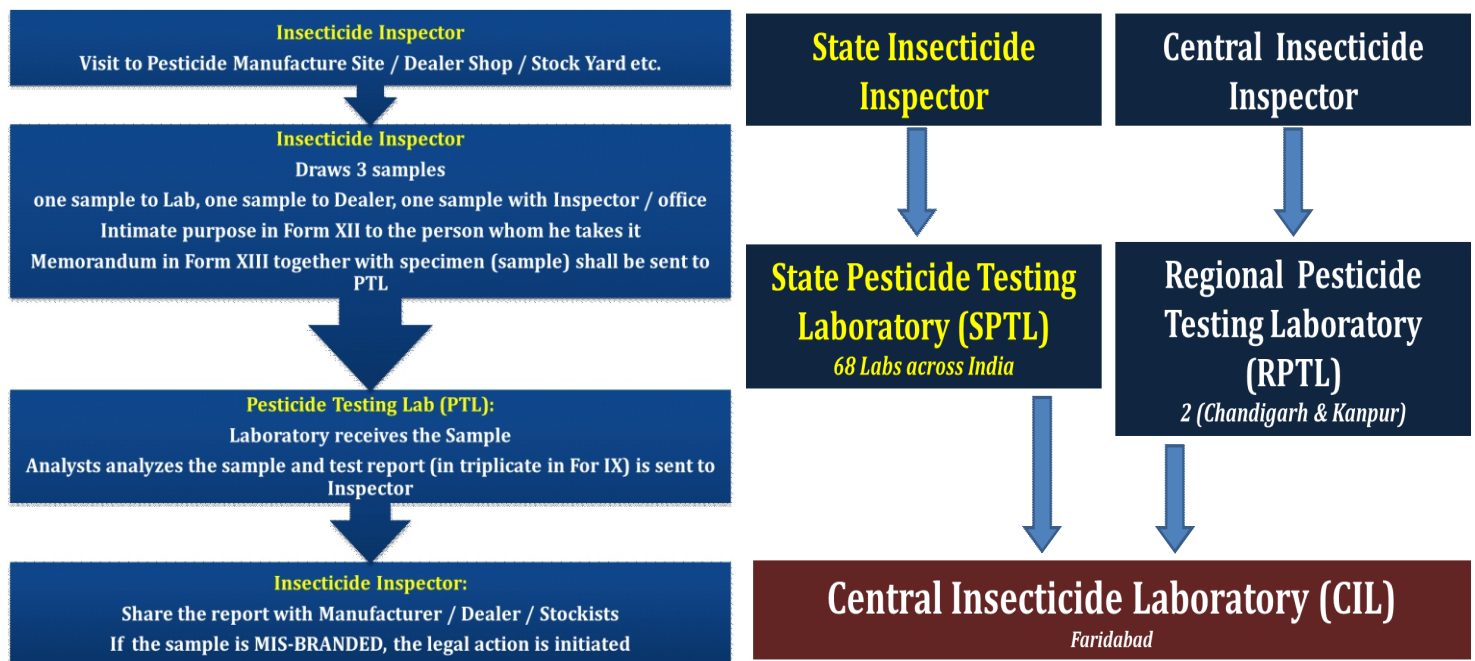 Insecticide Inspector
Visit to Pesticide Manufacture Site / Dealer Shop / Stock Yard etc.
Insecticide Inspector
Draws 3 samples
one sample to Lab, one sample to Dealer, one sample with Inspector / office
Intimate purpose in Form XII to the person whom he takes it
Memorandum in Form XIII together with specimen (sample) shall be sent to
PTL
Pesticide Testing Lab (PTL):
Laboratory receives the Sample
Analysts analyzes the sample and test report (in triplicate in For IX) is sent to
Inspector
Insecticide Inspector:
Share the report with Manufacturer / Dealer / Stockists
If the sample is MIS-BRANDED, the legal action is initiated
State Insecticide
Inspector
Central Insecticide
Inspector
State Pesticide Testing
Laboratory (SPTL)
68 Labs across India
Regional Pesticide
Testing Laboratory
(RPTL)
2 (Chandigarh & Kanpur)
Central Insecticide Laboratory (CIL)
Faridabad